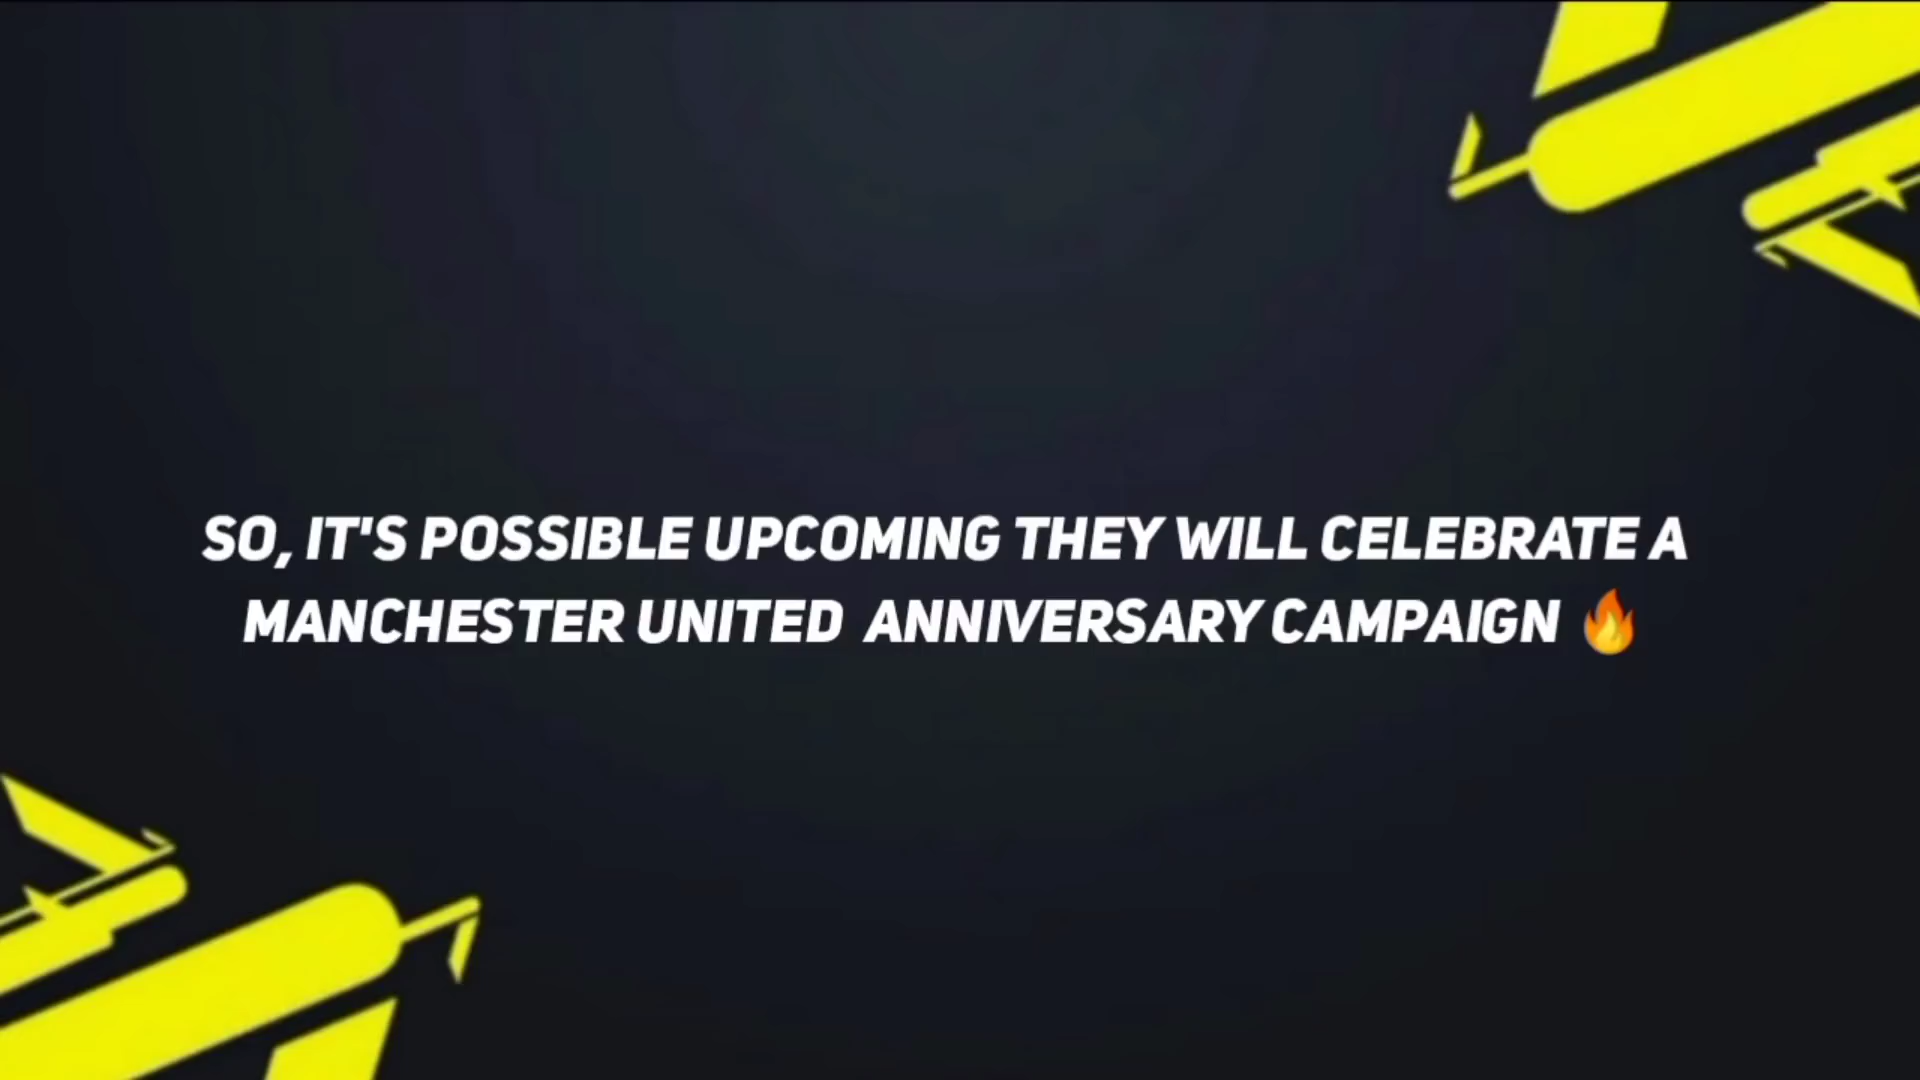 SO, IT'S POSSIBLE UPCOMING THEY WILL CELEBRATE A
MANCHESTER UNITED ANNIVERSARY CAMPAIGN 🔥